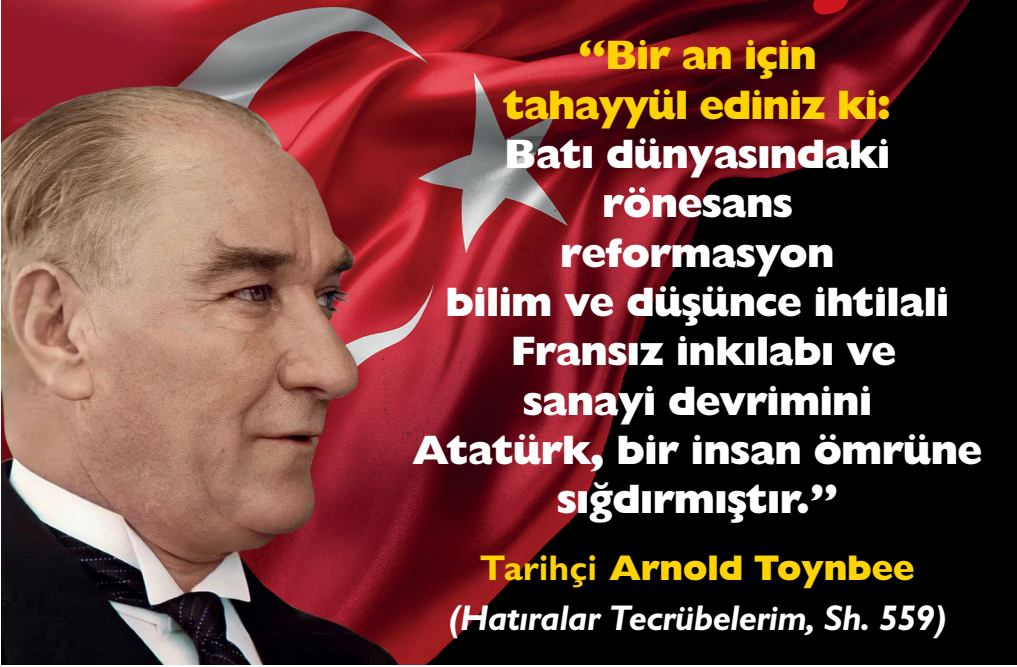 “Bir an için
tahayyül ediniz ki:
Batı dünyasındaki
rönesans
reformasyon
bilim ve düşünce ihtilali
Fransız inkılabı ve
sanayi devrimini
Atatürk, bir insan ömrüne
sığdırmıştır.”
Tarihçi Arnold Toynbee
(Hatıralar Tecrübelerim, Sh. 559)